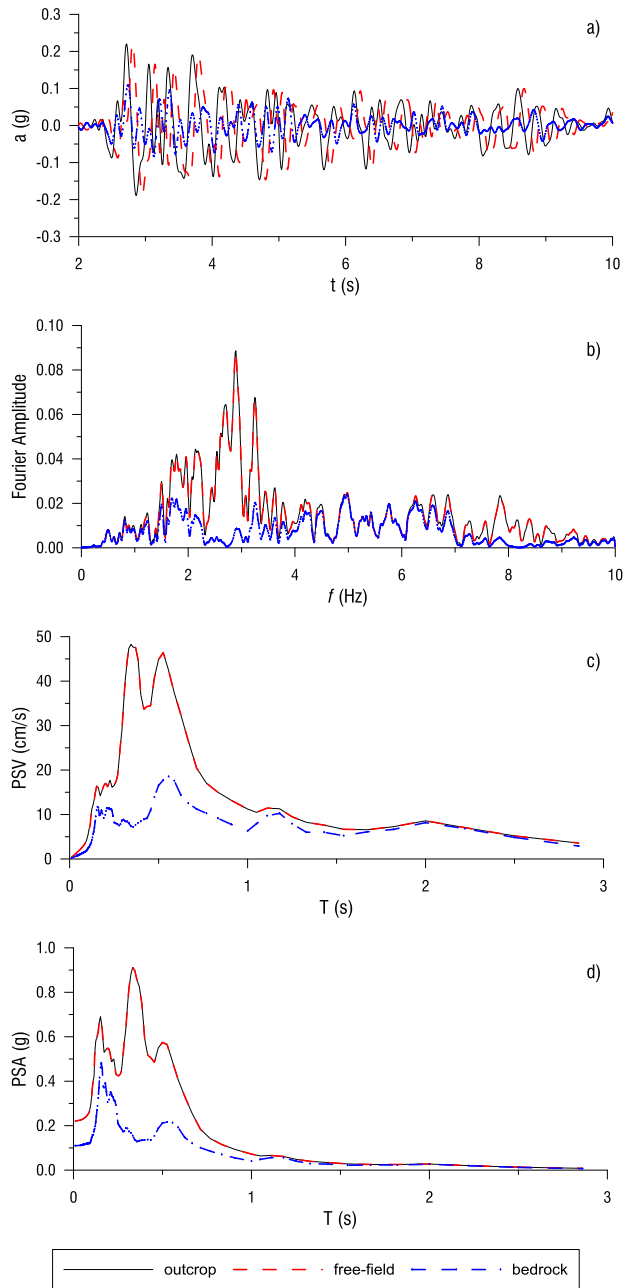 a)
0.3
0.2
0.1
0.0
-0.1
-0.2
-0.3
a (g)
2 4 6 8 10
t (s)
b)
0.10
0.08
0.06
0.04
0.02
0.00
Fourier Amplitude
0 2 4 6 8 10
f (Hz)
c)
50
40
30
20
10
0
PSV (cm/s)
0 1 2 3
T (s)
d)
1.0
0.8
0.6
0.4
0.2
0.0
PSA (g)
0 1 2 3
T (s)
outcrop free-field bedrock